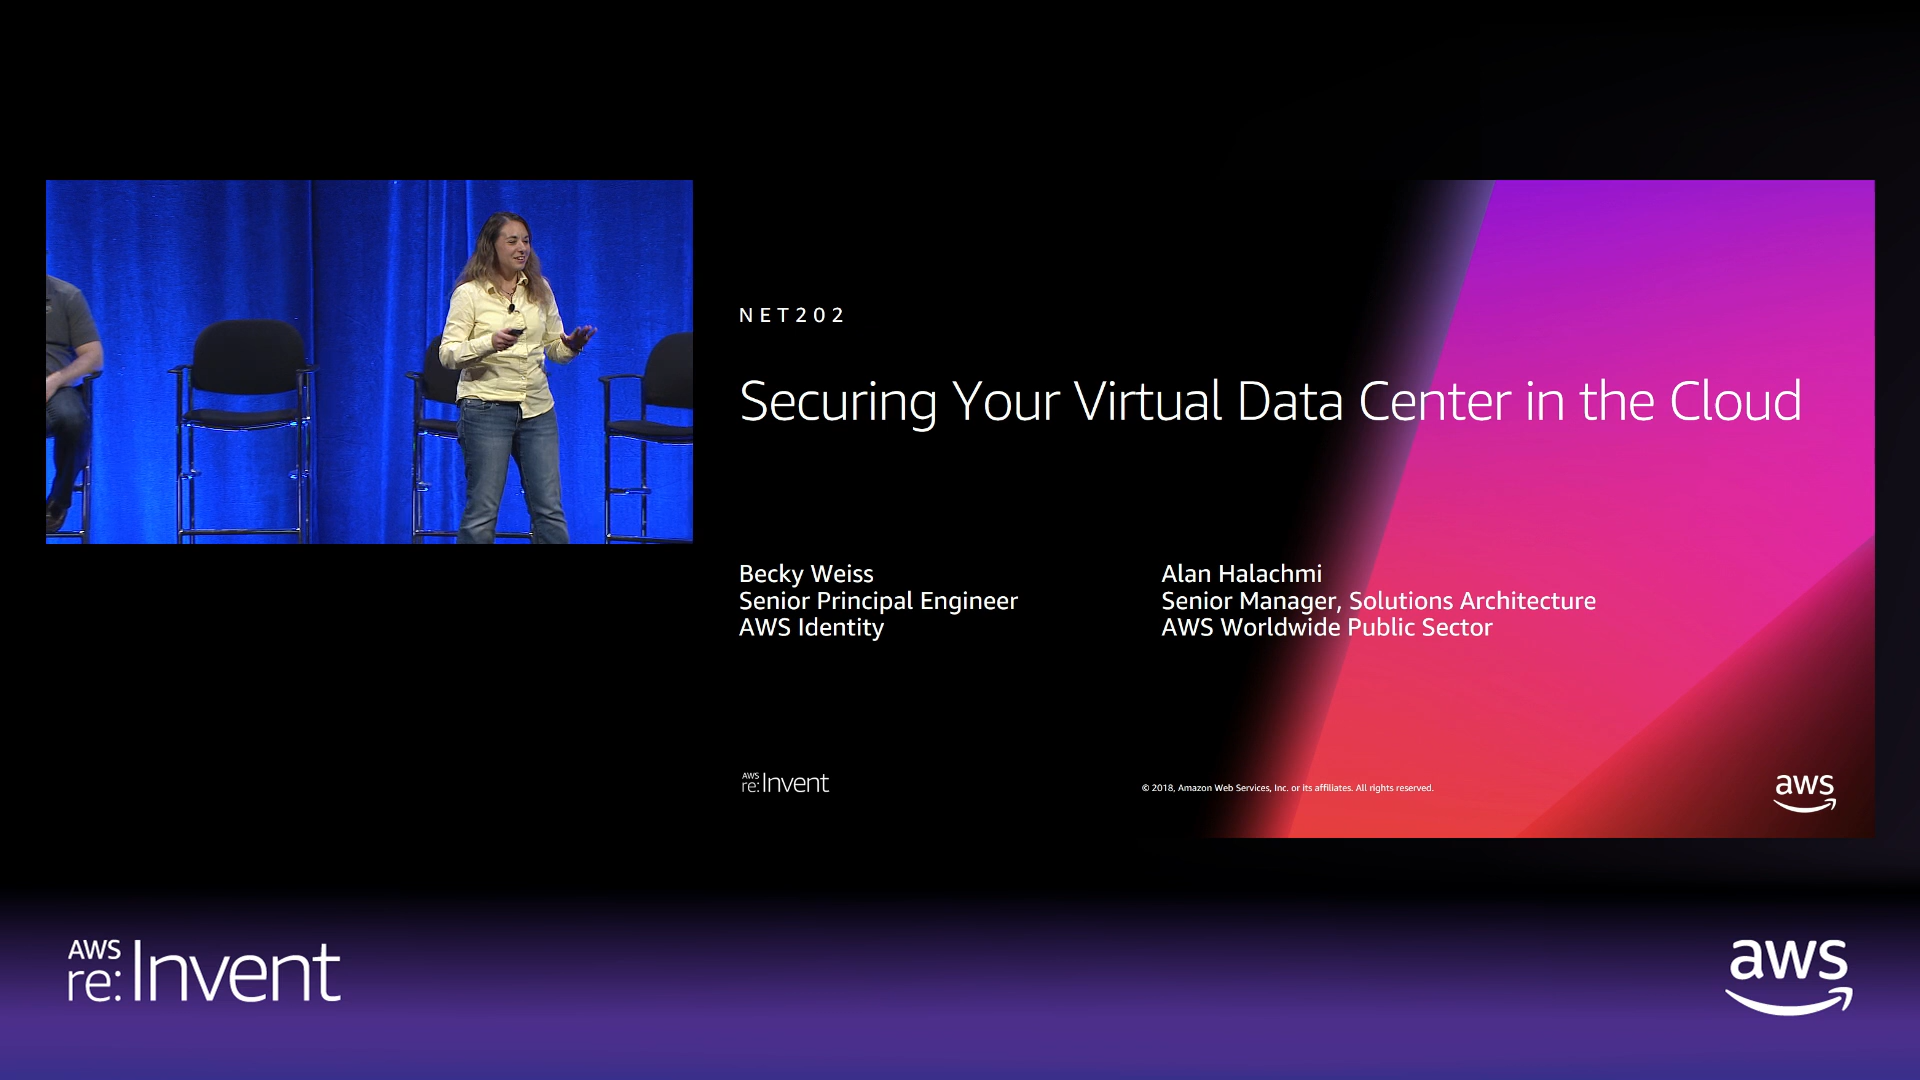 NET202
Securing Your Virtual Data Center in the Cloud
Becky Weiss
Senior Principal Engineer
AWS Identity
Alan Halachmi
Senior Manager, Solutions Architecture
AWS Worldwide Public Sector
AWS
re:Invent
© 2018, Amazon Web Services, Inc. or its affiliates. All rights reserved.
aws
AWS
re:Invent
aws